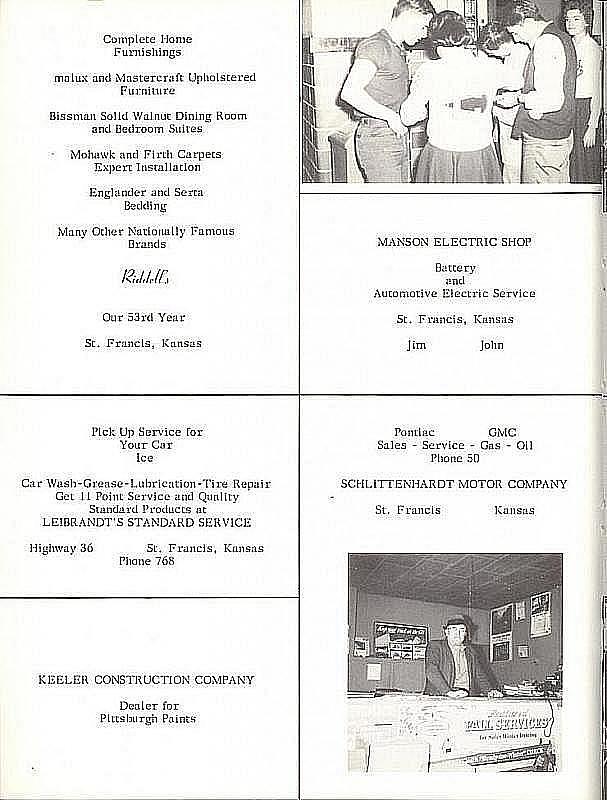 Complete Home
Furnishings
molux and Mastercraft Upholstered
Furniture
Bissman Solid Walnut Dining Room
and Bedroom Suites
Mohawk and Firth Carpets
Expert Installation
Englander and Serta
Bedding
Many Other Nationally Famous
Brands
Riddell's
Our 53rd Year
St. Francis, Kansas
MANSON ELECTRIC SHOP
Battery
and
Automotive Electric Service
St. Francis, Kansas
Jim John
Pick Up Service for
Your Car
Ice
Car Wash-Grease-Lubrication-Tire Repair
Get 11 Point Service and Quality
Standard Products at
LEIBRANDT'S STANDARD SERVICE
Highway 36 St. Francis, Kansas
Phone 768
Pontiac GMC
Sales - Service - Gas - Oil
Phone 50
SCHLITTENHARDT MOTOR COMPANY
St. Francis Kansas
FALL SERVICES
for Safer Winter Driving
KEELER CONSTRUCTION COMPANY
Dealer for
Pittsburgh Paints